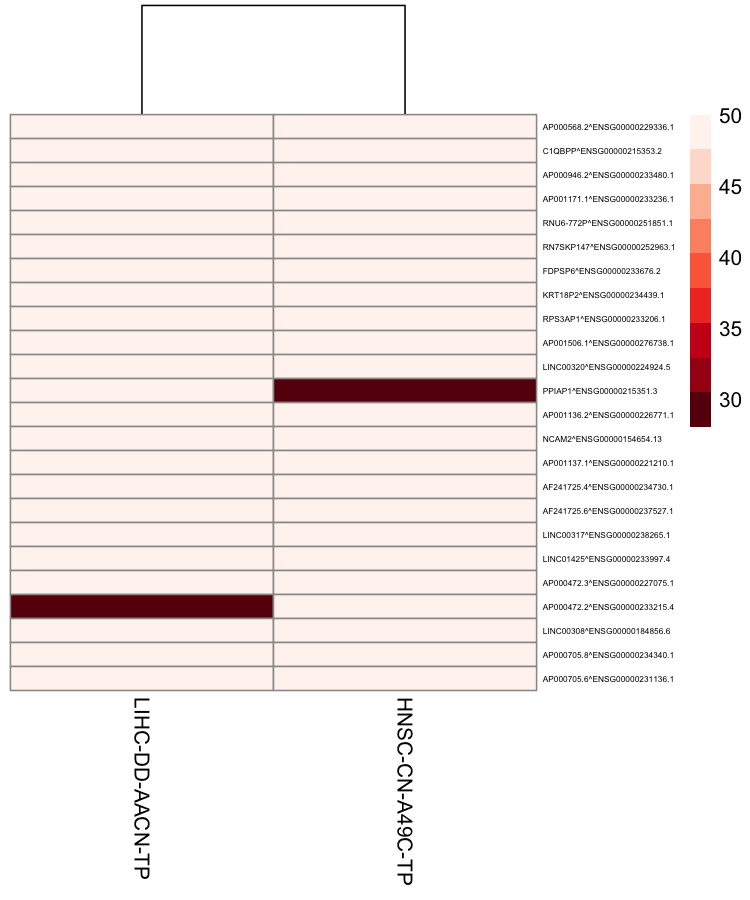 AP000568.2^ENSG00000229336.1
C1QBPP^ENSG00000215353.2
AP000946.2^ENSG00000233480.1
AP001171.1^ENSG00000233236.1
RNU6-772P^ENSG00000251851.1
RN7SKP147^ENSG00000252963.1
FDPSP6^ENSG00000233676.2
KRT18P2^ENSG00000234439.1
RPS3AP1^ENSG00000233206.1
AP001506.1^ENSG00000276738.1
LINC00320^ENSG00000224924.5
PPIAP1^ENSG00000215351.3
AP001136.2^ENSG00000226771.1
NCAM2^ENSG00000154654.13
AP001137.1^ENSG00000221210.1
AF241725.4^ENSG00000234730.1
AF241725.6^ENSG00000237527.1
LINC00317^ENSG00000238265.1
LINC01425^ENSG00000233997.4
AP000472.3^ENSG00000227075.1
AP000472.2^ENSG00000233215.4
LINC00308^ENSG00000184856.6
AP000705.8^ENSG00000234340.1
AP000705.6^ENSG00000231136.1
50
45
40
35
30
LIHC-DD-AACN-TP
HNSC-CN-A49C-TP